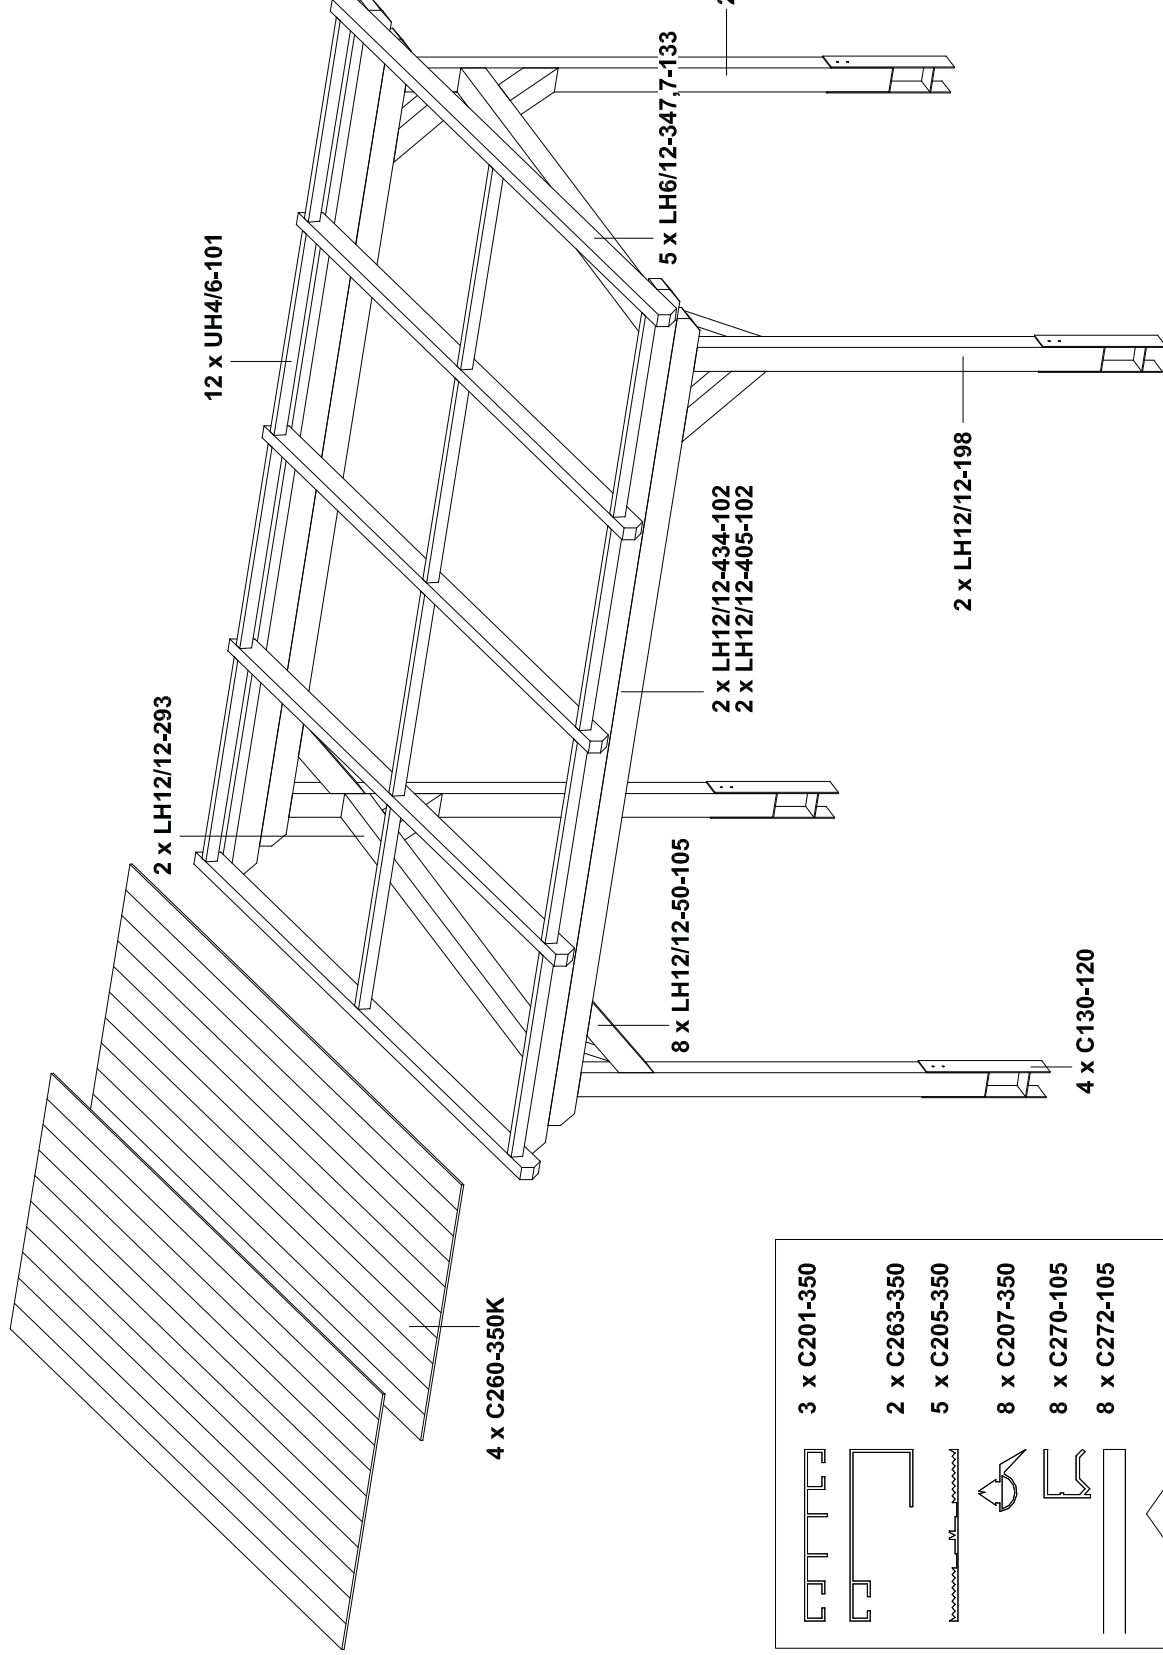 12 x UH4/6-101
2 x LH12/12-293
5 x LH6/12-347,7-133
2 x LH12/12-434-102
2 x LH12/12-405-102
2 x LH12/12-198
8 x LH12/12-50-105
4 x C130-120
4 x C260-350K
3 x C201-350
2 x C263-350
5 x C205-350
8 x C207-350
8 x C270-105
8 x C272-105